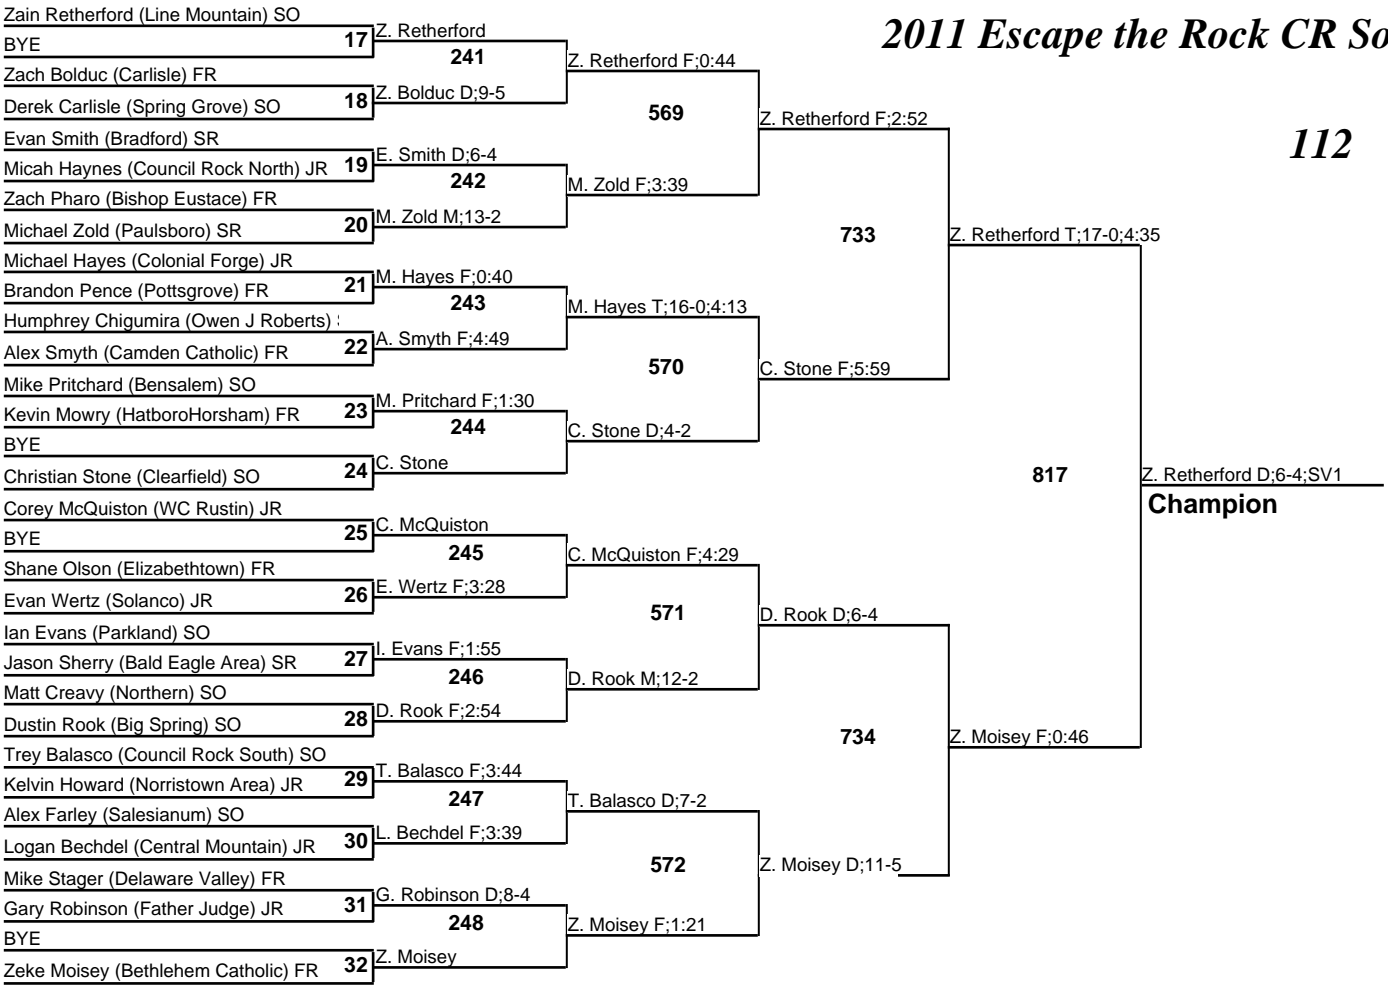 2011 Escape the Rock CR So
112
Zain Retherford (Line Mountain) SO
BYE
Zach Bolduc (Carlisle) FR
Derek Carlisle (Spring Grove) SO
Evan Smith (Bradford) SR
Micah Haynes (Council Rock North) JR
Zach Pharo (Bishop Eustace) FR
Michael Zold (Paulsboro) SR
Michael Hayes (Colonial Forge) JR
Brandon Pence (Pottsgrove) FR
Humphrey Chigumira (Owen J Roberts)
Alex Smyth (Camden Catholic) FR
Mike Pritchard (Bensalem) SO
Kevin Mowry (HatboroHorsham) FR
BYE
Christian Stone (Clearfield) SO
Corey McQuiston (WC Rustin) JR
BYE
Shane Olson (Elizabethtown) FR
Evan Wertz (Solanco) JR
Ian Evans (Parkland) SO
Jason Sherry (Bald Eagle Area) SR
Matt Creavy (Northern) SO
Dustin Rook (Big Spring) SO
Trey Balasco (Council Rock South) SO
Kelvin Howard (Norristown Area) JR
Alex Farley (Salesianum) SO
Logan Bechdel (Central Mountain) JR
Mike Stager (Delaware Valley) FR
Gary Robinson (Father Judge) JR
BYE
Zeke Moisey (Bethlehem Catholic) FR
17
18
19
20
21
22
23
24
25
26
27
28
29
30
31
32
Z. Retherford
241
Z. Bolduc D;9-5
E. Smith D;6-4
242
M. Zold M;13-2
M. Hayes F;0:40
243
A. Smyth F;4:49
M. Pritchard F;1:30
244
C. Stone
C. McQuiston
245
E. Wertz F;3:28
I. Evans F;1:55
246
D. Rook F;2:54
T. Balasco F;3:44
247
L. Bechdel F;3:39
G. Robinson D;8-4
248
Z. Moisey
Z. Retherford F;0:44
569
M. Zold F;3:39
M. Hayes T;16-0;4:13
570
C. Stone D;4-2
C. McQuiston F;4:29
571
D. Rook M;12-2
T. Balasco D;7-2
572
Z. Moisey F;1:21
Z. Retherford F;2:52
733
C. Stone F;5:59
D. Rook D;6-4
734
Z. Moisey D;11-5
Z. Retherford T;17-0;4:35
817
Z. Moisey F;0:46
Z. Retherford D;6-4;SV1
Champion